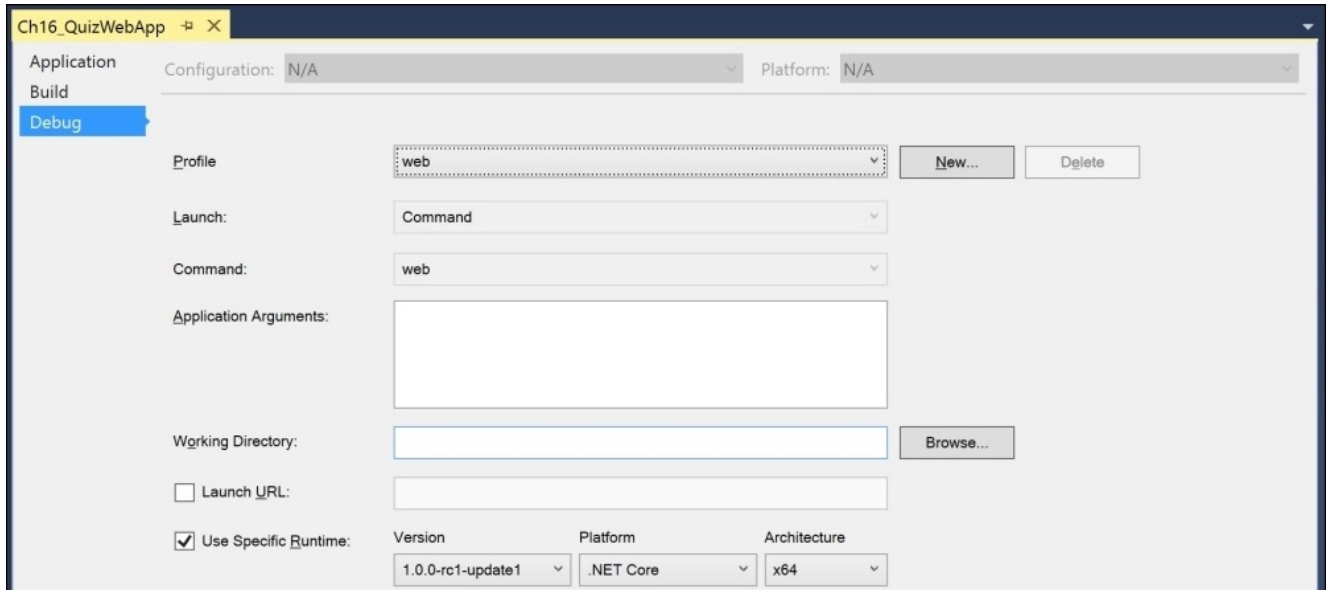 Ch16_QuizWebApp
Application
Build
Debug
Configuration: N/A Platform: N/A
Profile web New... Delete
Launch: Command
Command: web
Application Arguments:
Working Directory: Browse...
Launch URL:
Use Specific Runtime: Version Platform Architecture
1.0.0-rc1-update1 .NET Core x64